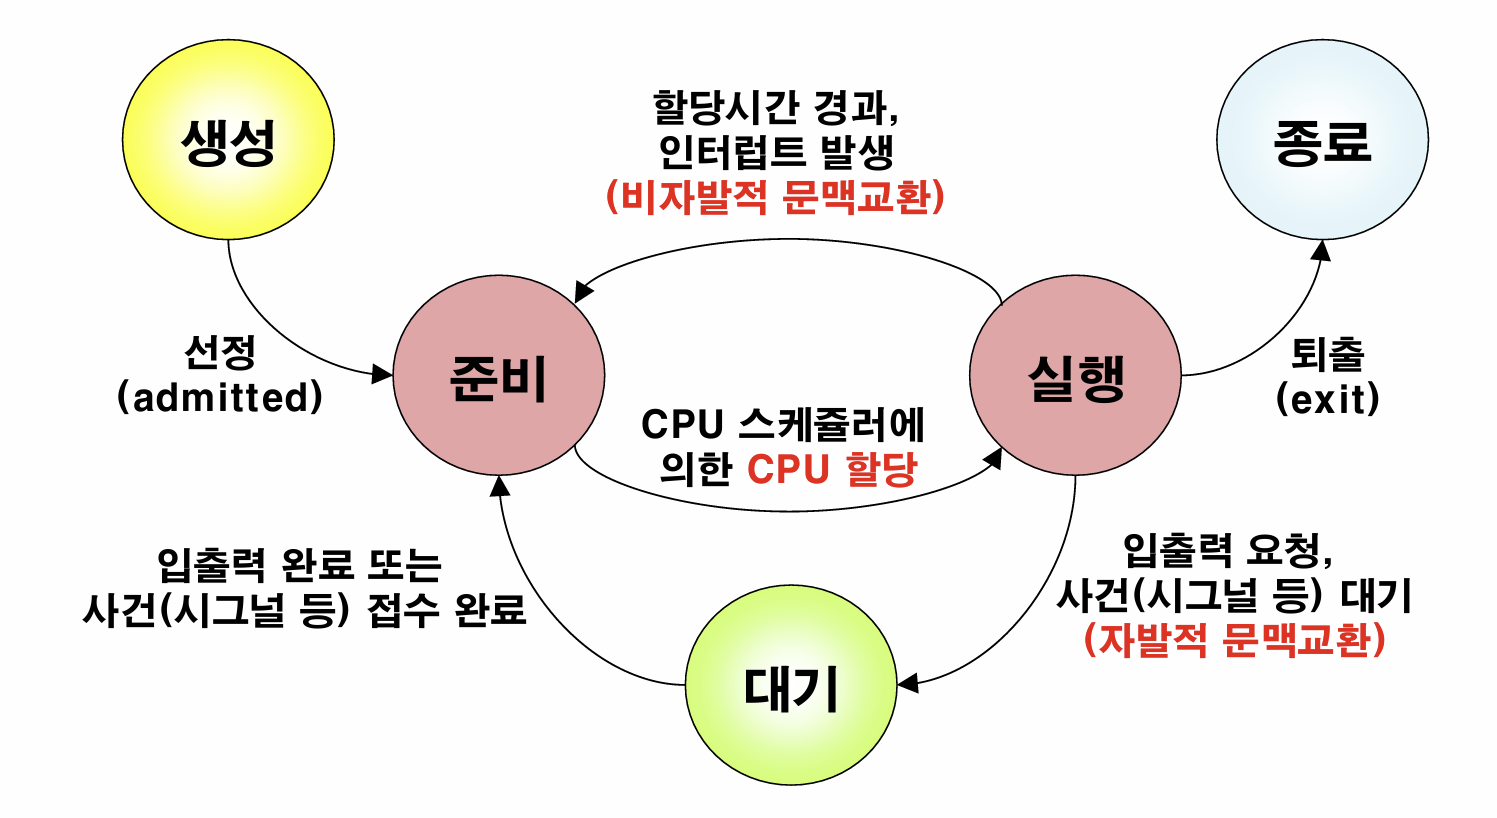 생성
종료
할당시간 경과,
인터럽트 발생
(비자발적 문맥교환)
선정
(admitted)
준비
실행
퇴출
(exit)
CPU 스케쥴러에
의한 CPU 할당
입출력 완료 또는
사건(시그널 등) 접수 완료
입출력 요청,
사건(시그널 등) 대기
(자발적 문맥교환)
대기